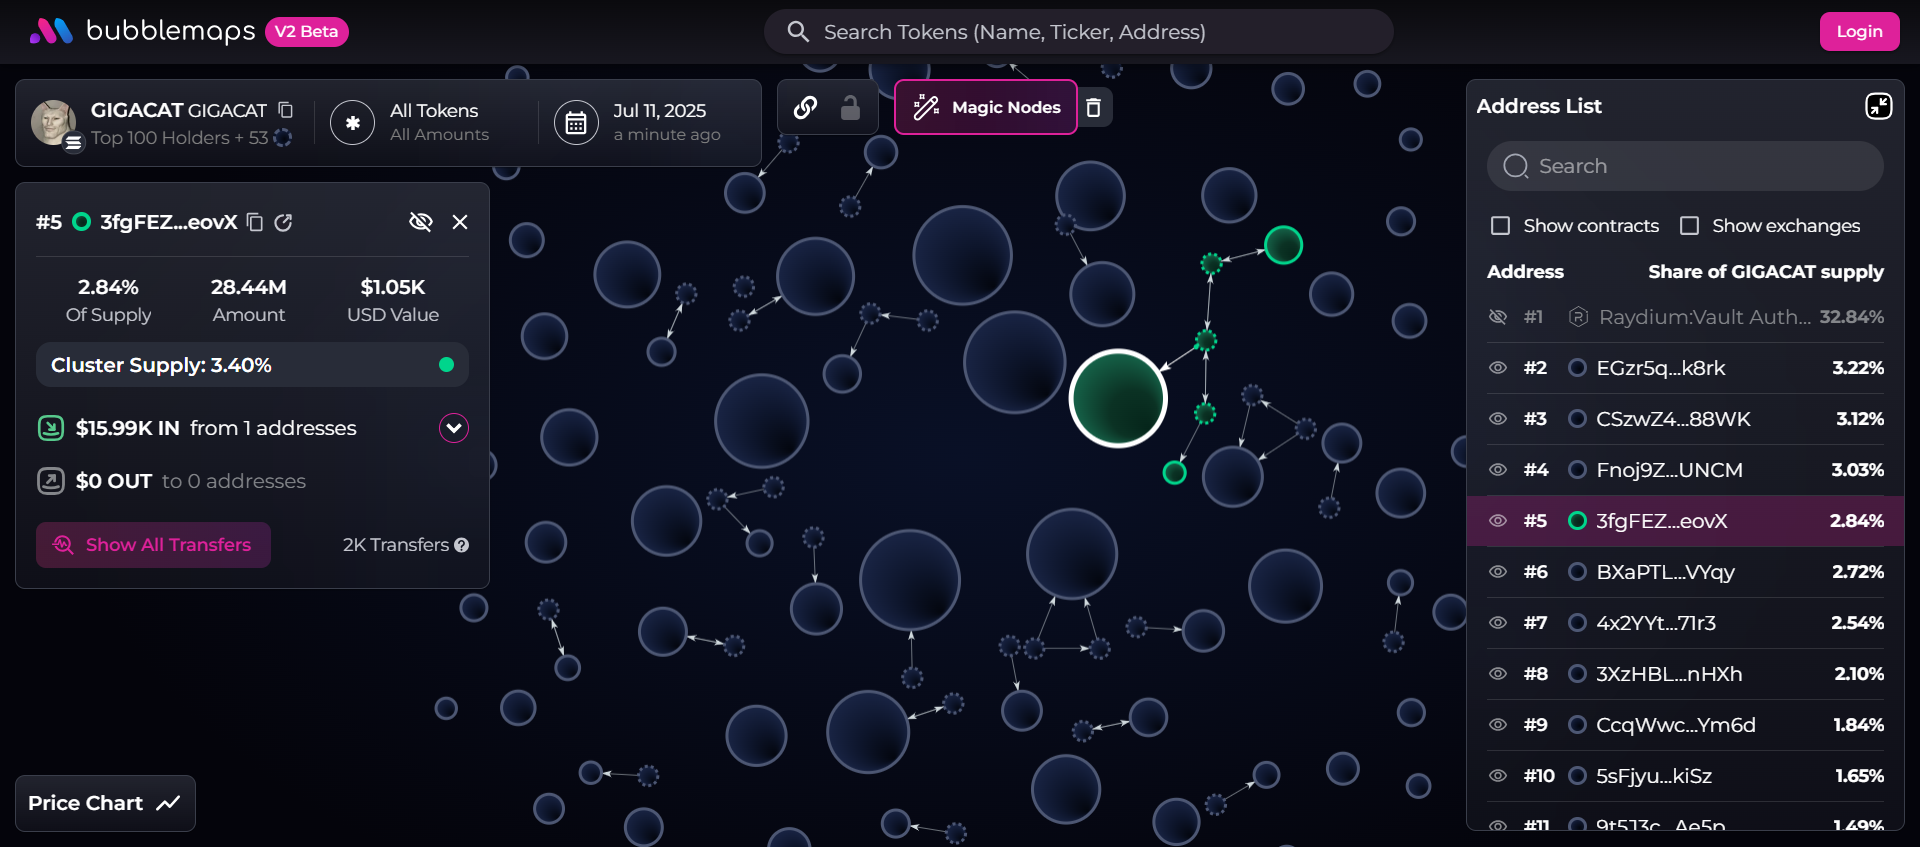 bubblemaps V2 Beta
Search Tokens (Name, Ticker, Address)
Login
GIGACAT GIGACAT
Top 100 Holders + 53
All Tokens
All Amounts
Jul 11, 2025
a minute ago
Magic Nodes
#5 3fgFEZ...eovX
2.84% 28.44M $1.05K
Of Supply Amount USD Value
Cluster Supply: 3.40%
$15.99K IN from 1 addresses
$0 OUT to 0 addresses
Show All Transfers 2K Transfers
Price Chart
Address List
Search
Show contracts Show exchanges
Address Share of GIGACAT supply
#1 Raydium:Vault Auth... 32.84%
#2 EGzr5q...k8rk 3.22%
#3 CSzwZ4...88WK 3.12%
#4 Fnoj9Z...UNCM 3.03%
#5 3fgFEZ...eovX 2.84%
#6 BXaPTL...VYqy 2.72%
#7 4x2YYt...71r3 2.54%
#8 3XzHBL...nHXh 2.10%
#9 CcqWwc...Ym6d 1.84%
#10 5sFjyu...kiSz 1.65%
#11 9t5J3c...Ae5p 1.49%